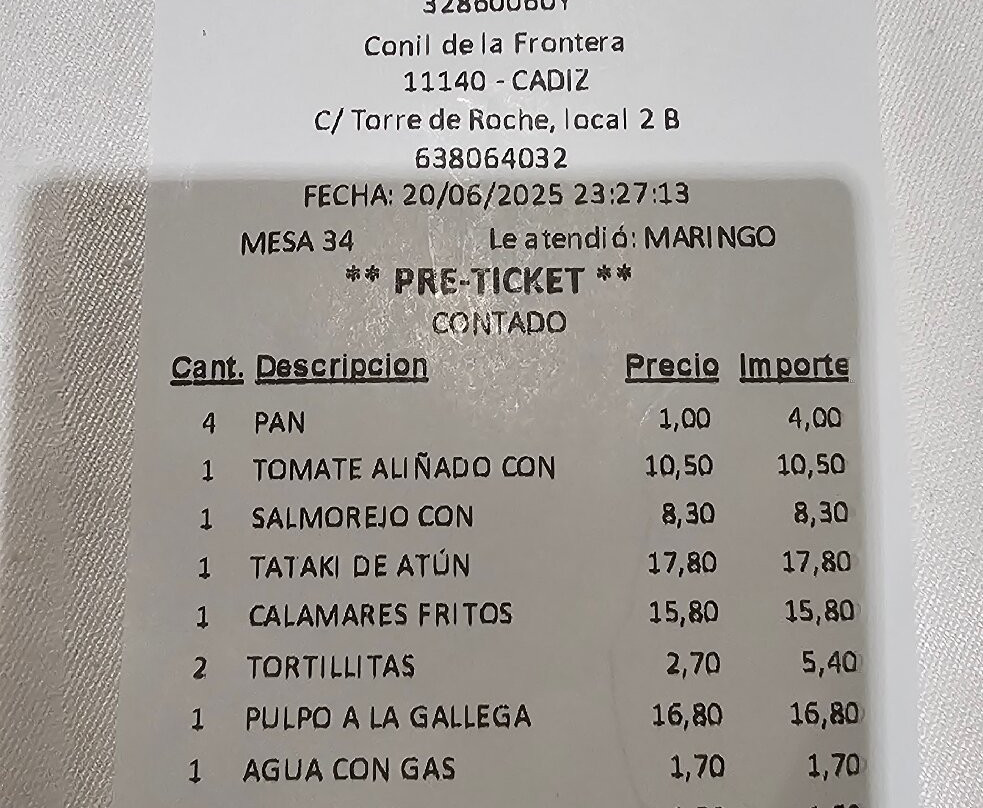 Conil de la Frontera
11140 - CADIZ
C/ Torre de Roche, local 2 B
638064032
FECHA: 20/06/2025 23:27:13
MESA 34 Le atendió: MARINGO
** PRE-TICKET **
CONTADO
Cant. Descripcion Precio Importe
4 PAN 1,00 4,00
1 TOMATE ALIÑADO CON 10,50 10,50
1 SALMOREJO CON 8,30 8,30
1 TATAKI DE ATÚN 17,80 17,80
1 CALAMARES FRITOS 15,80 15,80
2 TORTILLITAS 2,70 5,40
1 PULPO A LA GALLEGA 16,80 16,80
1 AGUA CON GAS 1,70 1,70